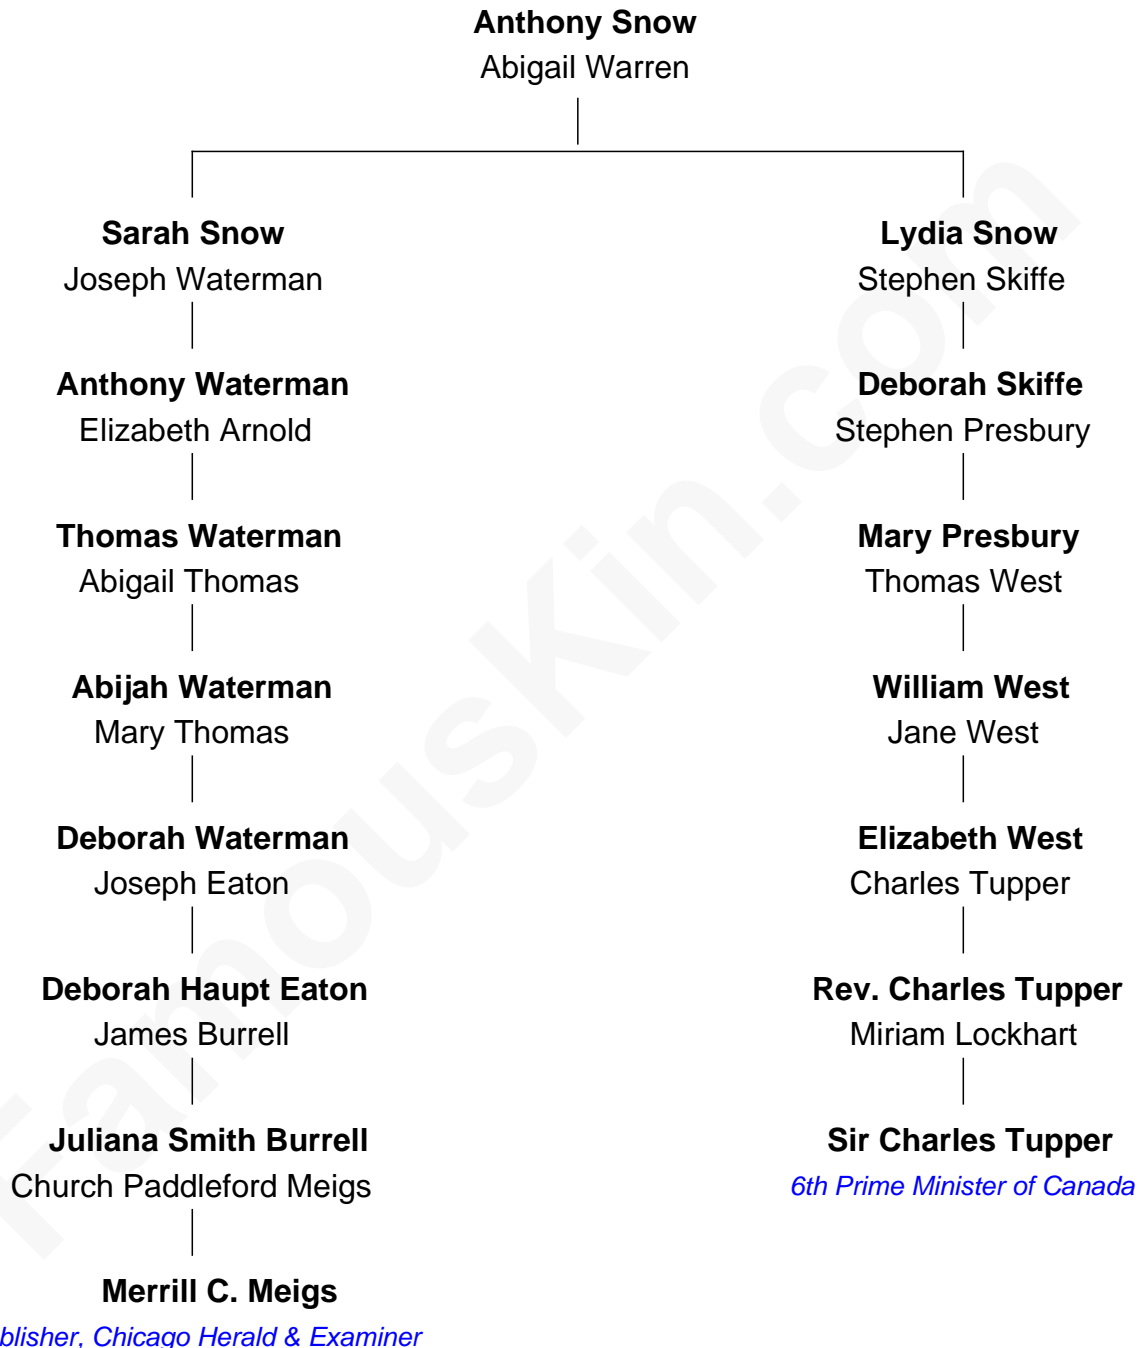 Anthony Snow
Abigail Warren
Sarah Snow
Joseph Waterman
Lydia Snow
Stephen Skiffe
Anthony Waterman
Elizabeth Arnold
Deborah Skiffe
Stephen Presbury
Thomas Waterman
Abigail Thomas
Mary Presbury
Thomas West
Abijah Waterman
Mary Thomas
William West
Jane West
Deborah Waterman
Joseph Eaton
Elizabeth West
Charles Tupper
Deborah Haupt Eaton
James Burrell
Rev. Charles Tupper
Miriam Lockhart
Juliana Smith Burrell
Church Paddleford Meigs
Sir Charles Tupper
6th Prime Minister of Canada
Merrill C. Meigs
blisher, Chicago Herald & Examiner
FamousKin.com